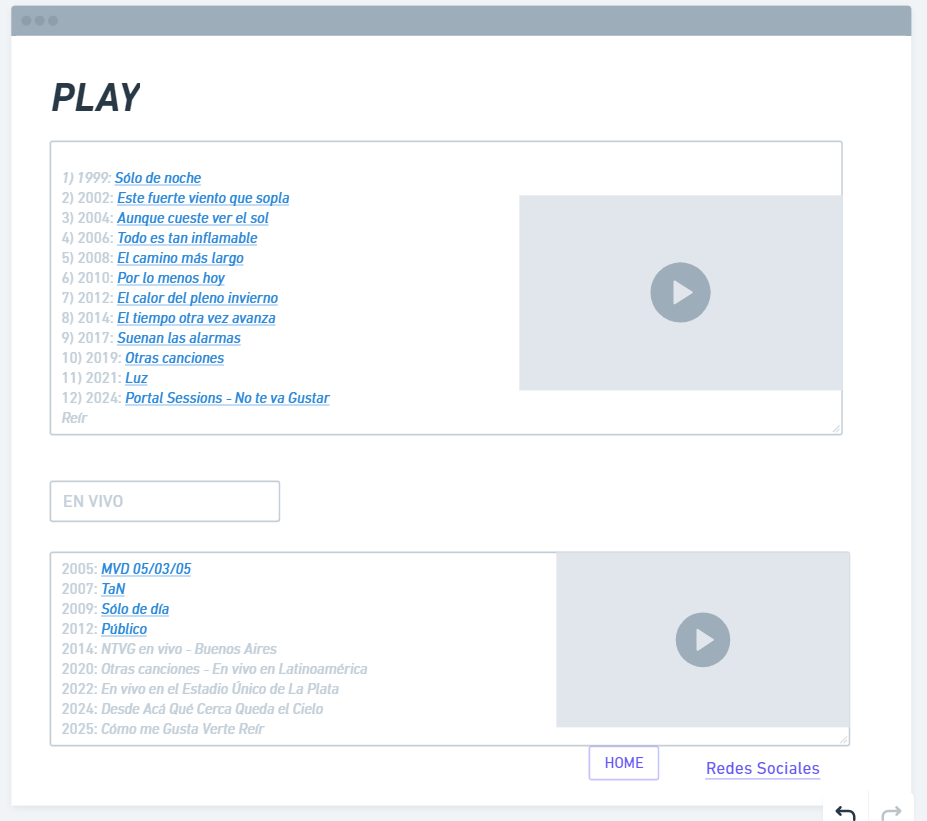 PLAY
1) 1999: Sólo de noche
2) 2002: Este fuerte viento que sopla
3) 2004: Aunque cueste ver el sol
4) 2006: Todo es tan inflamable
5) 2008: El camino más largo
6) 2010: Por lo menos hoy
7) 2012: El calor del pleno invierno
8) 2014: El tiempo otra vez avanza
9) 2017: Suenan las alarmas
10) 2019: Otras canciones
11) 2021: Luz
12) 2024: Portal Sessions - No te va Gustar
Reír
EN VIVO
2005: MVD 05/03/05
2007: TaN
2009: Sólo de día
2012: Público
2014: NTVG en vivo - Buenos Aires
2020: Otras canciones - En vivo en Latinoamérica
2022: En vivo en el Estadio Único de La Plata
2024: Desde Acá Qué Cerca Queda el Cielo
2025: Cómo me Gusta Verte Reír
HOME
Redes Sociales